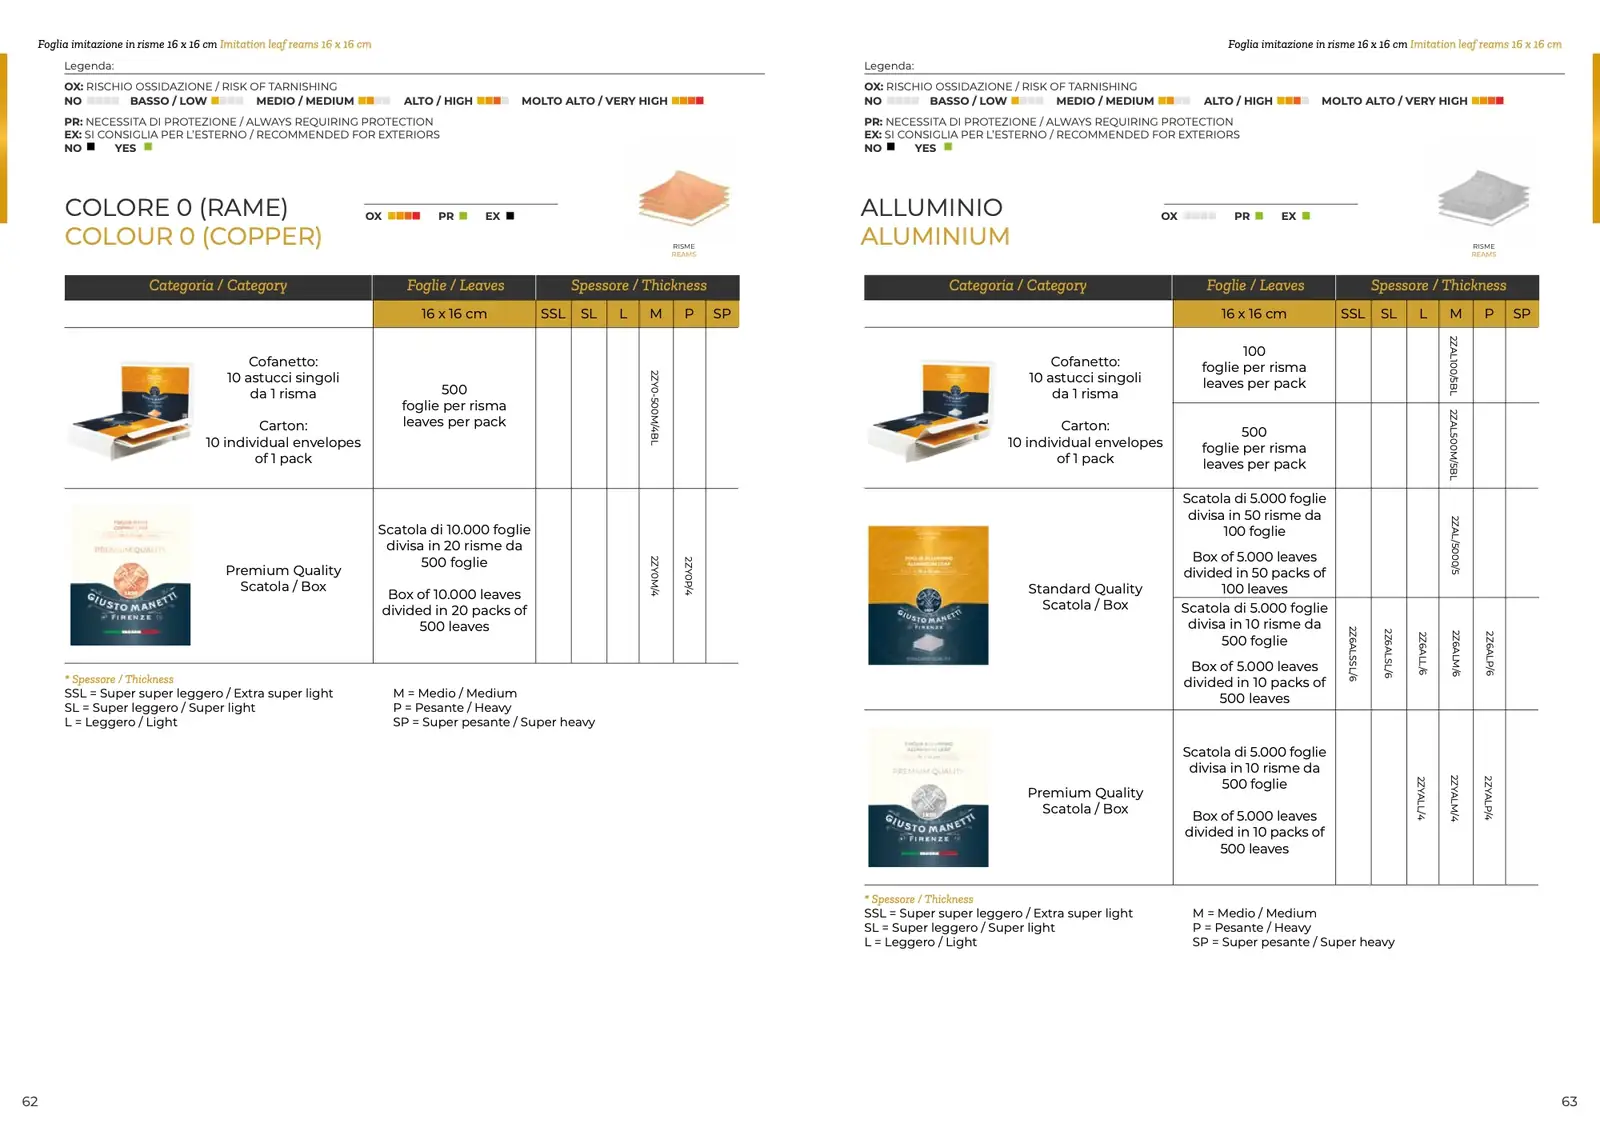 Foglia imitazione in risme 16 x 16 cm Imitation leaf reams 16 x 16 cm
Legenda:
OX: RISCHIO OSSIDAZIONE / RISK OF TARNISHING
NO BASSO / LOW MEDIO / MEDIUM ALTO / HIGH MOLTO ALTO / VERY HIGH
PR: NECESSITA DI PROTEZIONE / ALWAYS REQUIRING PROTECTION
EX: SI CONSIGLIA PER L'ESTERNO / RECOMMENDED FOR EXTERIORS
NO YES
COLORE 0 (RAME)
COLOUR 0 (COPPER)
OX PR EX
RISME
REAMS
Categoria / Category Foglie / Leaves Spessore / Thickness
16 x 16 cm SSL SL L M P SP
Cofanetto:
10 astucci singoli
da 1 risma
Carton:
10 individual envelopes
of 1 pack
500
foglie per risma
leaves per pack
2ZY0-500M/4BL
PREMIUM QUALITY
GIUSTO MANETTI
FIRENZE
Premium Quality
Scatola / Box
Scatola di 10.000 foglie
divisa in 20 risme da
500 foglie
Box of 10.000 leaves
divided in 20 packs of
500 leaves
2ZY0M/4
2ZY0P/4
* Spessore / Thickness
SSL = Super super leggero / Extra super light
SL = Super leggero / Super light
L = Leggero / Light
M = Medio / Medium
P = Pesante / Heavy
SP = Super pesante / Super heavy
62
Foglia imitazione in risme 16 x 16 cm Imitation leaf reams 16 x 16 cm
Legenda:
OX: RISCHIO OSSIDAZIONE / RISK OF TARNISHING
NO BASSO / LOW MEDIO / MEDIUM ALTO / HIGH MOLTO ALTO / VERY HIGH
PR: NECESSITA DI PROTEZIONE / ALWAYS REQUIRING PROTECTION
EX: SI CONSIGLIA PER L'ESTERNO / RECOMMENDED FOR EXTERIORS
NO YES
ALLUMINIO
ALUMINIUM
OX PR EX
RISME
REAMS
Categoria / Category Foglie / Leaves Spessore / Thickness
16 x 16 cm SSL SL L M P SP
Cofanetto:
10 astucci singoli
da 1 risma
Carton:
10 individual envelopes
of 1 pack
100
foglie per risma
leaves per pack
2ZAL100/5BL
500
foglie per risma
leaves per pack
2ZAL500M/5BL
FOGLIE ALLUMINIO
ALUMINIUM LEAF
GIUSTO MANETTI
FIRENZE
Standard Quality
Scatola / Box
Scatola di 5.000 foglie
divisa in 50 risme da
100 foglie
Box of 5.000 leaves
divided in 50 packs of
100 leaves
2ZAL/5000/5
Scatola di 5.000 foglie
divisa in 10 risme da
500 foglie
Box of 5.000 leaves
divided in 10 packs of
500 leaves
2Z6ALSSL/6
2Z6ALSL/6
2Z6ALL/6
2Z6ALM/6
2Z6ALP/6
FOGLIE ALLUMINIO
ALUMINIUM LEAF
PREMIUM QUALITY
GIUSTO MANETTI
FIRENZE
Premium Quality
Scatola / Box
Scatola di 5.000 foglie
divisa in 10 risme da
500 foglie
Box of 5.000 leaves
divided in 10 packs of
500 leaves
2ZYALL/4
2ZYALM/4
2ZYALP/4
* Spessore / Thickness
SSL = Super super leggero / Extra super light
SL = Super leggero / Super light
L = Leggero / Light
M = Medio / Medium
P = Pesante / Heavy
SP = Super pesante / Super heavy
63